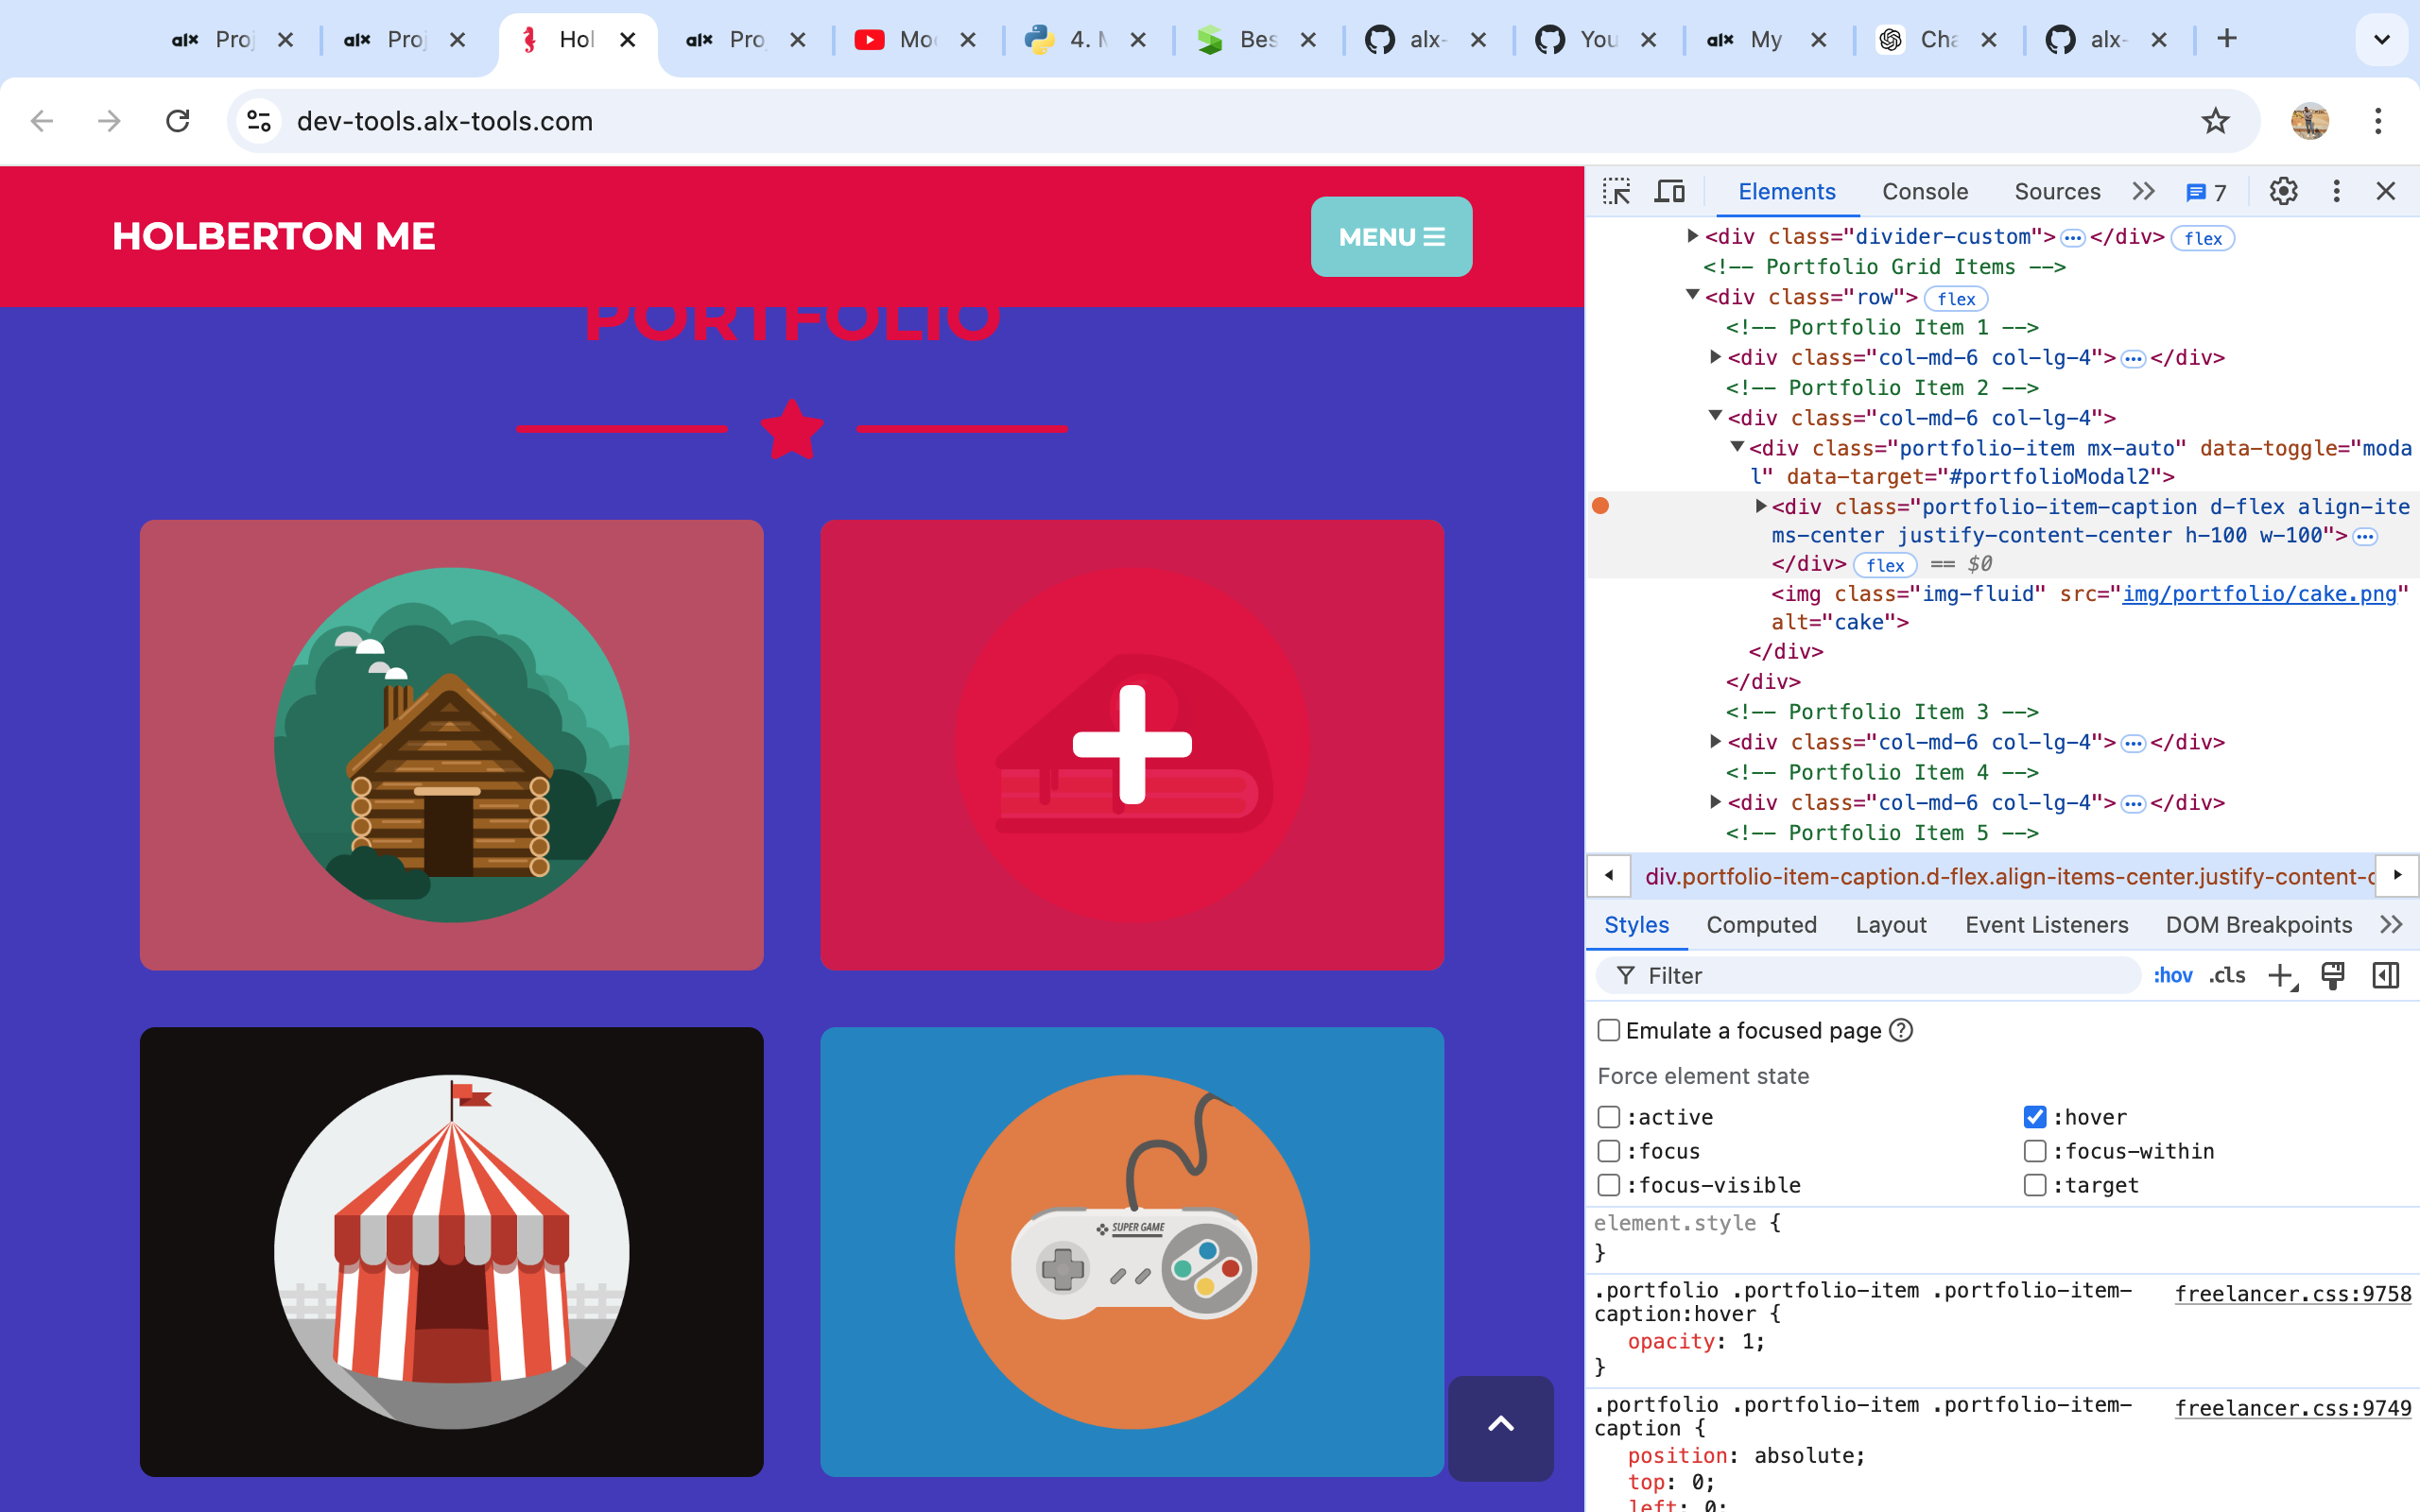 Proj
Proj
Hol
Pro
Mod
4. M
Bes
alx-
You
My
Cha
alx-
dev-tools.alx-tools.com
HOLBERTON ME
MENU
PORTFOLIO
SUPER GAME
Elements
Console
Sources
7
<div class="divider-custom">…</div> flex
<!-- Portfolio Grid Items -->
<div class="row"> flex
<!-- Portfolio Item 1 -->
<div class="col-md-6 col-lg-4">…</div>
<!-- Portfolio Item 2 -->
<div class="col-md-6 col-lg-4">
<div class="portfolio-item mx-auto" data-toggle="moda
l" data-target="#portfolioModal2">
<div class="portfolio-item-caption d-flex align-ite
ms-center justify-content-center h-100 w-100">…
</div> flex == $0
<img class="img-fluid" src="img/portfolio/cake.png"
alt="cake">
</div>
</div>
<!-- Portfolio Item 3 -->
<div class="col-md-6 col-lg-4">…</div>
<!-- Portfolio Item 4 -->
<div class="col-md-6 col-lg-4">…</div>
<!-- Portfolio Item 5 -->
div.portfolio-item-caption.d-flex.align-items-center.justify-content-c
Styles
Computed
Layout
Event Listeners
DOM Breakpoints
Filter
:hov
.cls
Emulate a focused page
Force element state
:active
:hover
:focus
:focus-within
:focus-visible
:target
element.style {
}
.portfolio .portfolio-item .portfolio-item-
caption:hover {
freelancer.css:9758
opacity: 1;
}
.portfolio .portfolio-item .portfolio-item-
caption {
freelancer.css:9749
position: absolute;
top: 0;
left: 0;